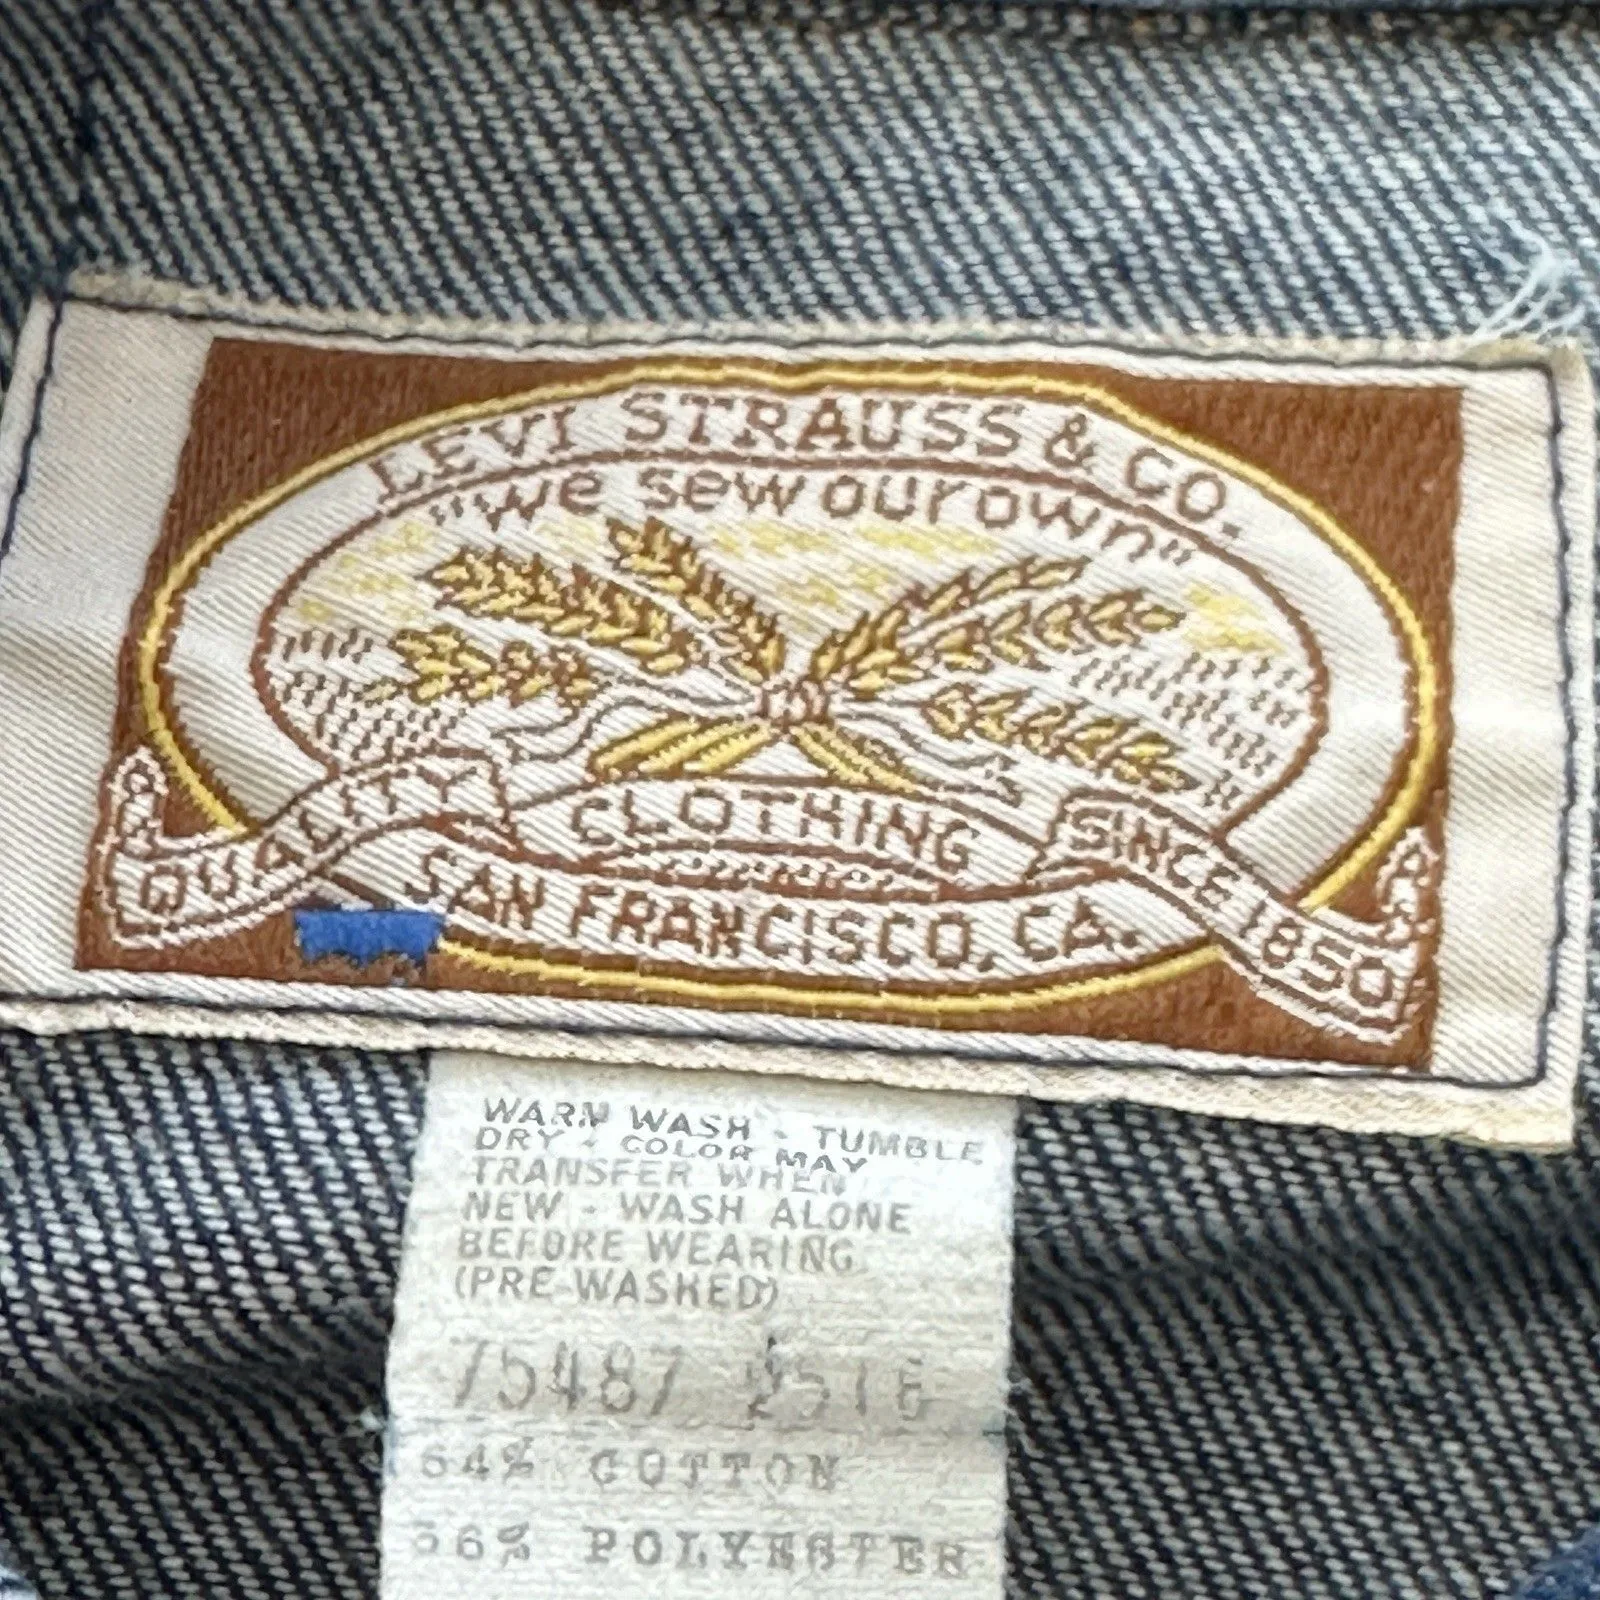 LEVI STRAUSS & CO.
"we sew our own"
QUALITY CLOTHING SINCE 1850
SAN FRANCISCO, CA.
WARM WASH - TUMBLE
DRY - COLOR MAY
TRANSFER WHEN
NEW - WASH ALONE
BEFORE WEARING
(PRE-WASHED)
75487
64% COTTON
36% POLYESTER